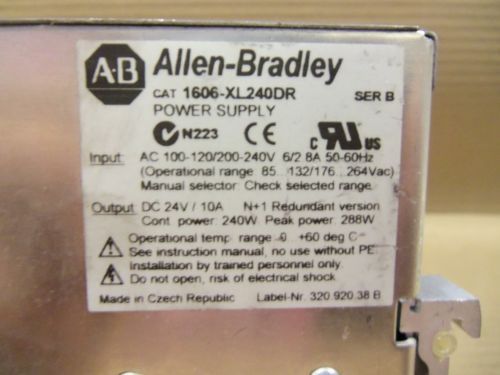 A·B Allen-Bradley
CAT 1606-XL240DR SER B
POWER SUPPLY
N223 CE c RU US
Input: AC 100-120/200-240V 6/2.8A 50-60Hz
(Operational range: 85...132/176...264Vac)
Manual selector: Check selected range.
Output: DC 24V / 10A N+1 Redundant version
Cont. power: 240W Peak power: 288W
Operational temp. range 0...+60 deg C
See instruction manual, no use without PE.
Installation by trained personnel only.
Do not open, risk of electrical shock.
Made in Czech Republic Label-Nr. 320.920.38 B